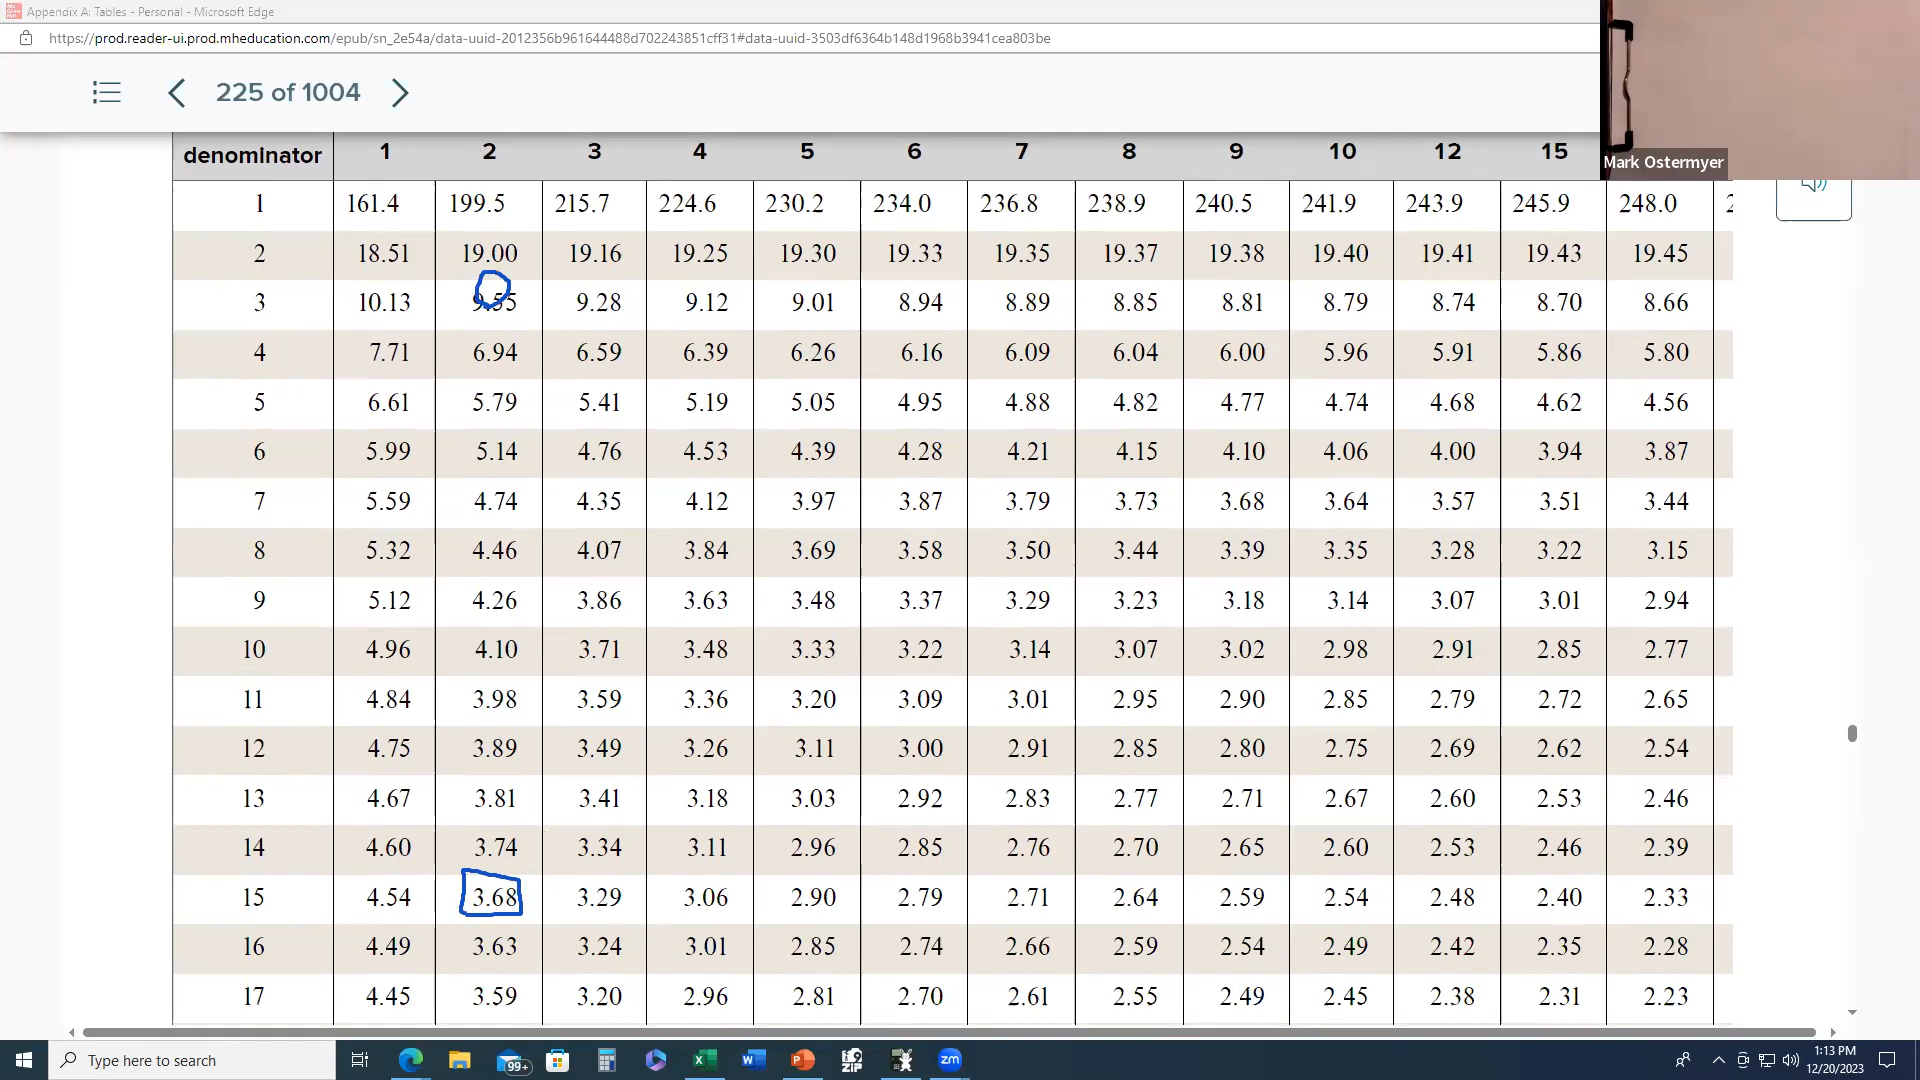 Appendix A: Tables - Personal - Microsoft Edge
https://prod.reader-ui.prod.mheducation.com/epub/sn_2e54a/data-uuid-2012356b961644488d702243851cff31#data-uuid-3503df6364b148d1968b3941cea803be
225 of 1004
Mark Ostermyer
denominator 1 2 3 4 5 6 7 8 9 10 12 15
1 161.4 199.5 215.7 224.6 230.2 234.0 236.8 238.9 240.5 241.9 243.9 245.9 248.0 2
2 18.51 19.00 19.16 19.25 19.30 19.33 19.35 19.37 19.38 19.40 19.41 19.43 19.45
3 10.13 9.55 9.28 9.12 9.01 8.94 8.89 8.85 8.81 8.79 8.74 8.70 8.66
4 7.71 6.94 6.59 6.39 6.26 6.16 6.09 6.04 6.00 5.96 5.91 5.86 5.80
5 6.61 5.79 5.41 5.19 5.05 4.95 4.88 4.82 4.77 4.74 4.68 4.62 4.56
6 5.99 5.14 4.76 4.53 4.39 4.28 4.21 4.15 4.10 4.06 4.00 3.94 3.87
7 5.59 4.74 4.35 4.12 3.97 3.87 3.79 3.73 3.68 3.64 3.57 3.51 3.44
8 5.32 4.46 4.07 3.84 3.69 3.58 3.50 3.44 3.39 3.35 3.28 3.22 3.15
9 5.12 4.26 3.86 3.63 3.48 3.37 3.29 3.23 3.18 3.14 3.07 3.01 2.94
10 4.96 4.10 3.71 3.48 3.33 3.22 3.14 3.07 3.02 2.98 2.91 2.85 2.77
11 4.84 3.98 3.59 3.36 3.20 3.09 3.01 2.95 2.90 2.85 2.79 2.72 2.65
12 4.75 3.89 3.49 3.26 3.11 3.00 2.91 2.85 2.80 2.75 2.69 2.62 2.54
13 4.67 3.81 3.41 3.18 3.03 2.92 2.83 2.77 2.71 2.67 2.60 2.53 2.46
14 4.60 3.74 3.34 3.11 2.96 2.85 2.76 2.70 2.65 2.60 2.53 2.46 2.39
15 4.54 3.68 3.29 3.06 2.90 2.79 2.71 2.64 2.59 2.54 2.48 2.40 2.33
16 4.49 3.63 3.24 3.01 2.85 2.74 2.66 2.59 2.54 2.49 2.42 2.35 2.28
17 4.45 3.59 3.20 2.96 2.81 2.70 2.61 2.55 2.49 2.45 2.38 2.31 2.23
Type here to search
99+
zm
1:13 PM
12/20/2023